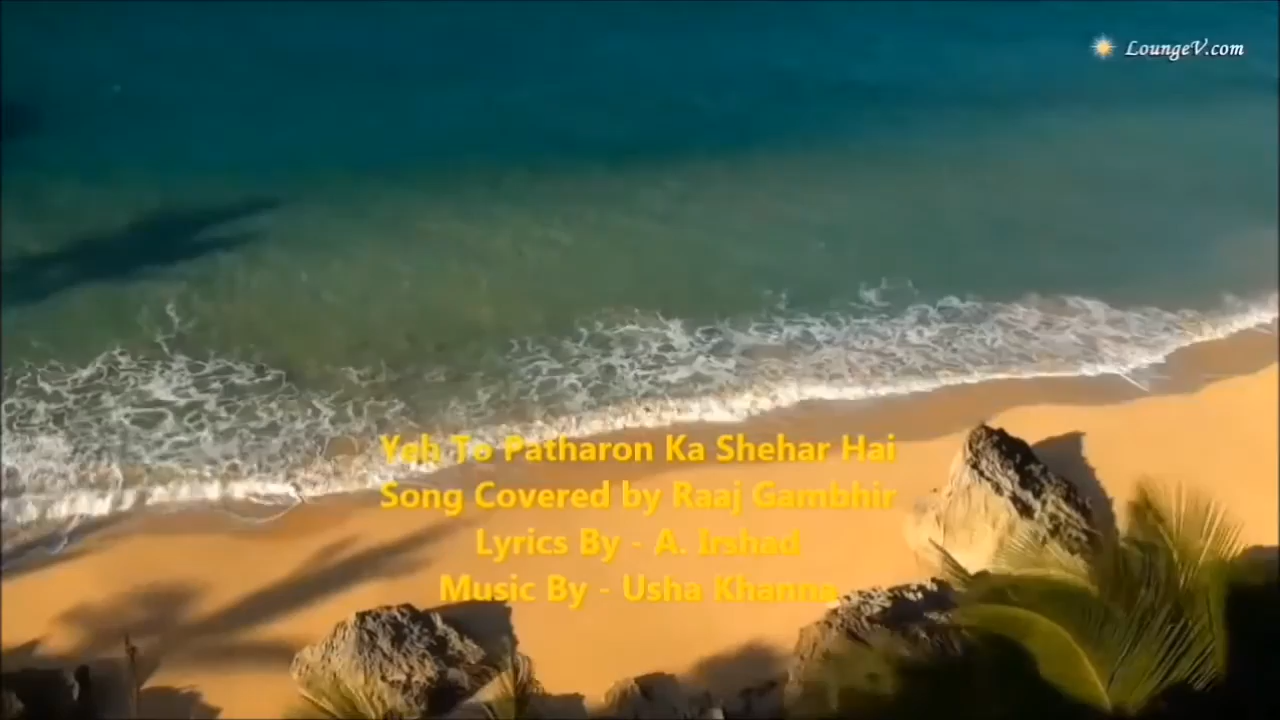 LoungeV.com
Yeh To Patharon Ka Shehar Hai
Song Covered by Raaj Gambhir
Lyrics By - A. Irshad
Music By - Usha Khanna